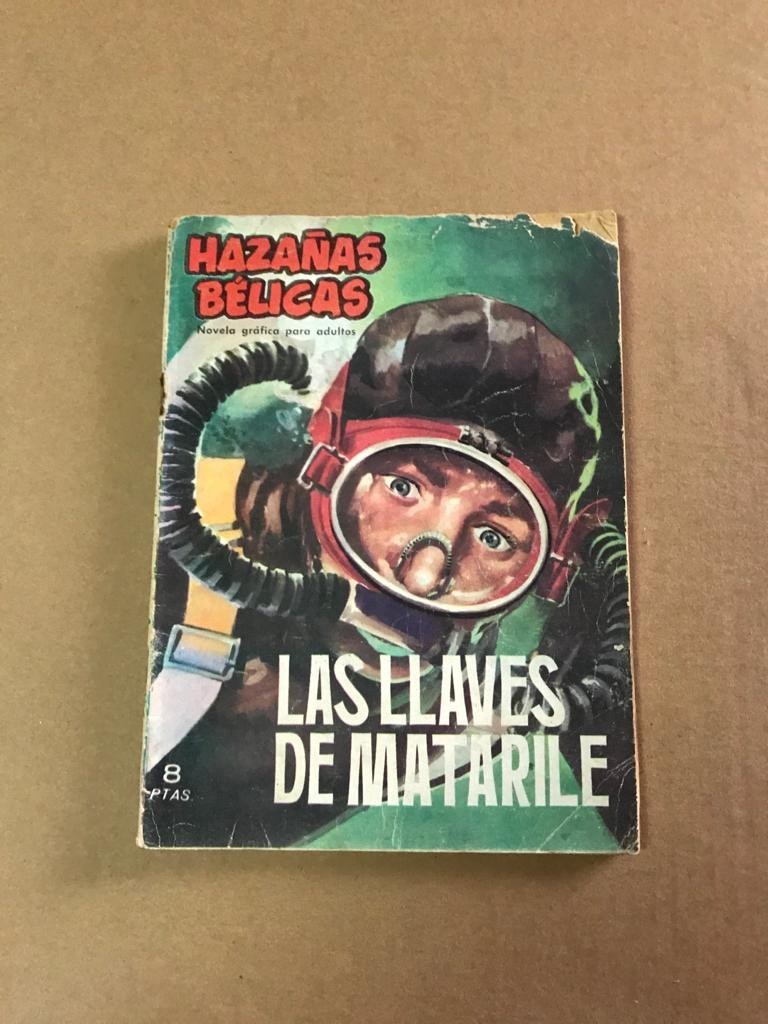 HAZAÑAS
BÉLICAS
Novela gráfica para adultos
LAS LLAVES
DE MATARILE
8
PTAS.